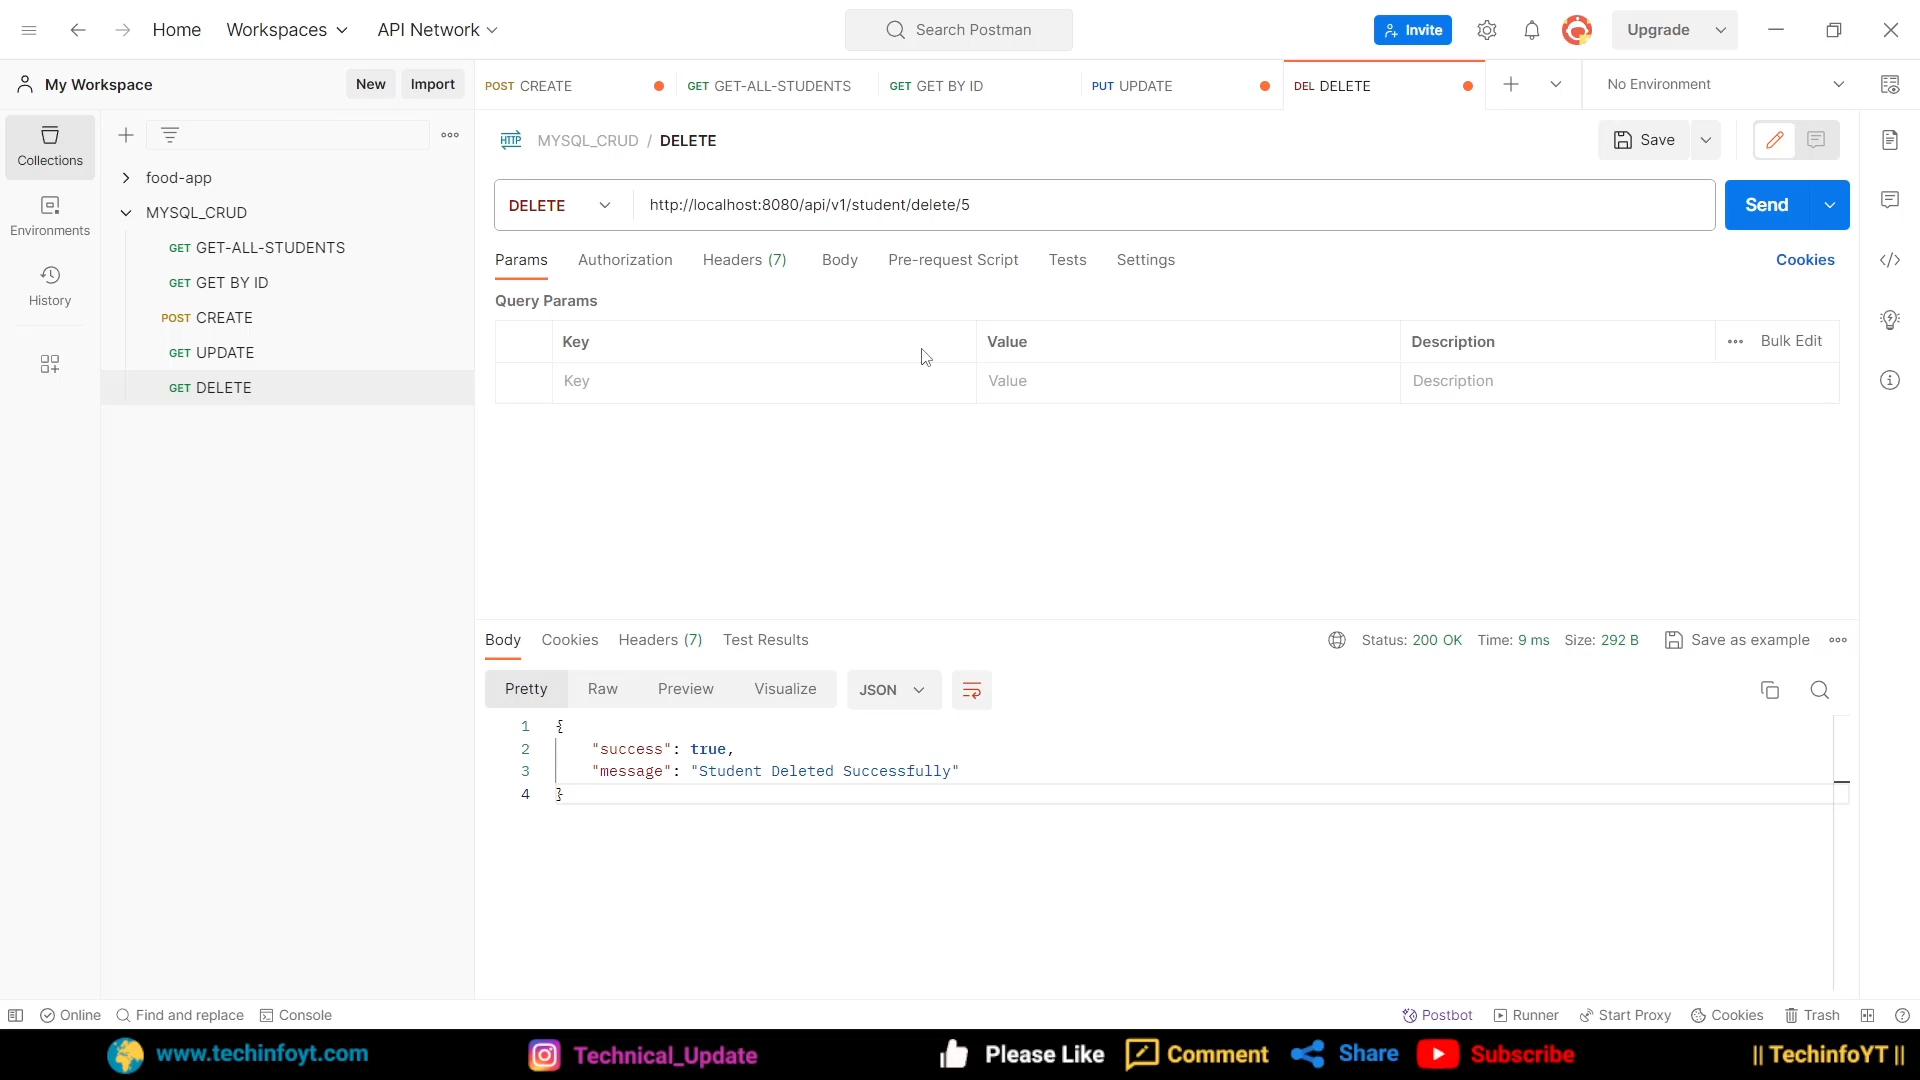 Home Workspaces API Network Search Postman Invite Upgrade
My Workspace New Import POST CREATE GET GET-ALL-STUDENTS GET GET BY ID PUT UPDATE DEL DELETE No Environment
Collections
Environments
History
food-app
MYSQL_CRUD
GET GET-ALL-STUDENTS
GET GET BY ID
POST CREATE
GET UPDATE
GET DELETE
HTTP MYSQL_CRUD / DELETE Save
DELETE http://localhost:8080/api/v1/student/delete/5 Send
Params Authorization Headers (7) Body Pre-request Script Tests Settings Cookies
Query Params
Key Value Description Bulk Edit
Key Value Description
Body Cookies Headers (7) Test Results Status: 200 OK Time: 9 ms Size: 292 B Save as example
Pretty Raw Preview Visualize JSON
1 {
2 "success": true,
3 "message": "Student Deleted Successfully"
4 }
Online Find and replace Console Postbot Runner Start Proxy Cookies Trash
www.techinfoyt.com Technical_Update Please Like Comment Share Subscribe || TechinfoYT ||